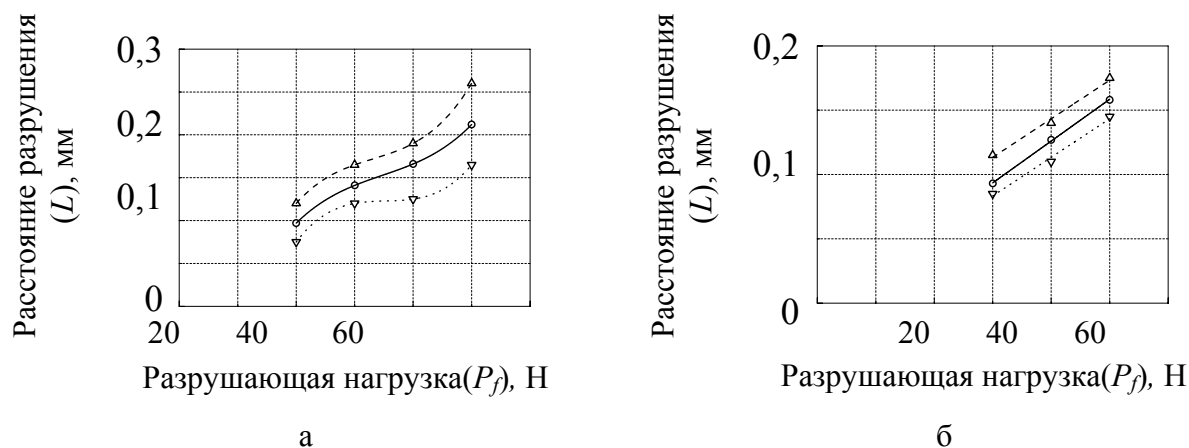 Расстояние разрушения
(L), мм
0,3
0,2
0,1
0
20 40 60
Разрушающая нагрузка(Pf), Н
а
Расстояние разрушения
(L), мм
0,2
0,1
0
20 40 60
Разрушающая нагрузка(Pf), Н
б